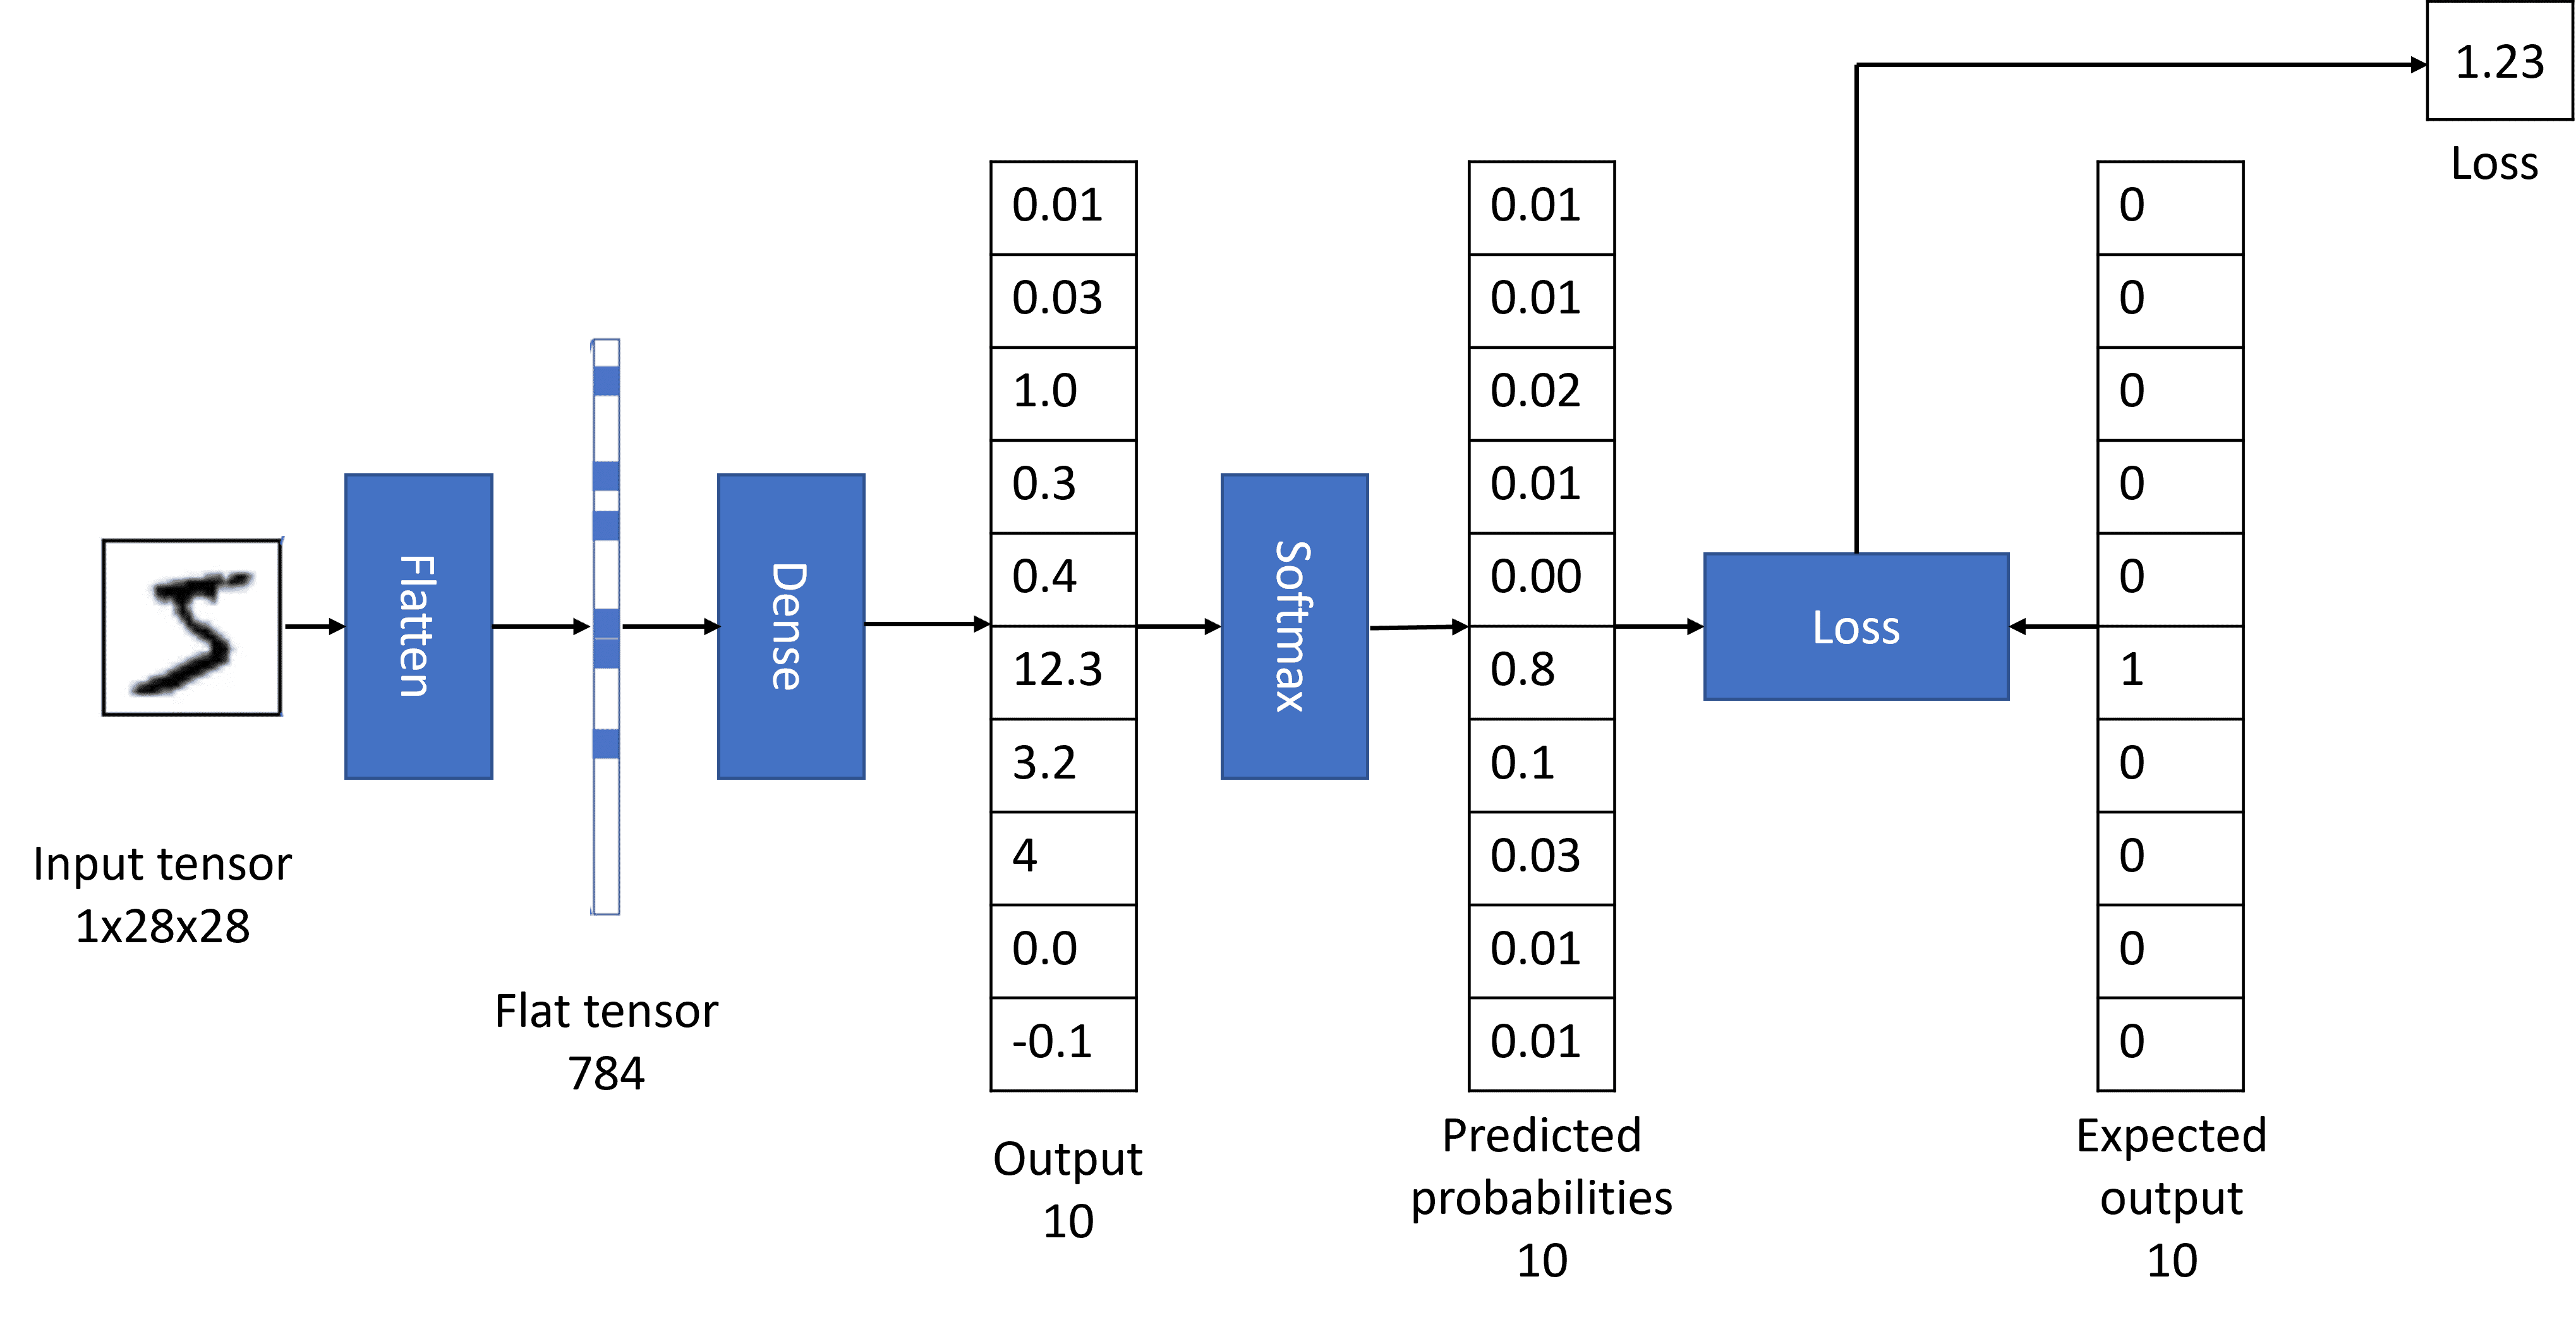 1.23
Loss
Input tensor
1x28x28
Flatten
Flat tensor
784
Dense
0.01
0.03
1.0
0.3
0.4
12.3
3.2
4
0.0
-0.1
Output
10
Softmax
0.01
0.01
0.02
0.01
0.00
0.8
0.1
0.03
0.01
0.01
Predicted
probabilities
10
Loss
0
0
0
0
0
1
0
0
0
0
Expected
output
10
5